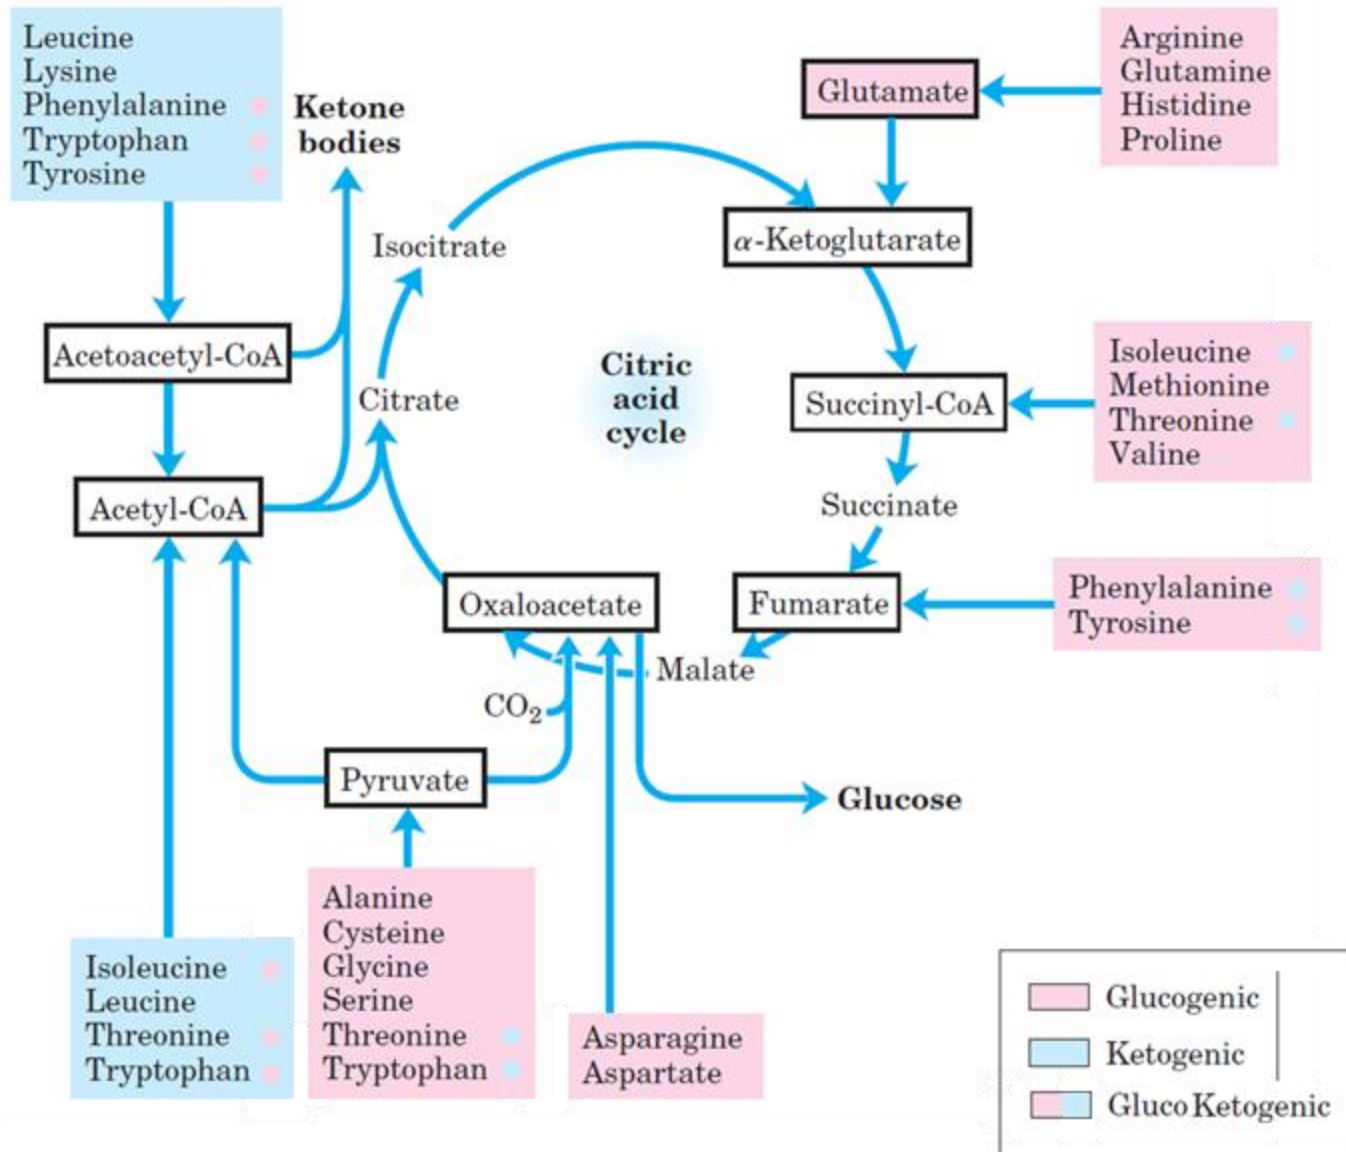 Leucine
Lysine
Phenylalanine
Tryptophan
Tyrosine
Ketone
bodies
Glutamate
Arginine
Glutamine
Histidine
Proline
Isocitrate
α-Ketoglutarate
Acetoacetyl-CoA
Citrate
Citric
acid
cycle
Succinyl-CoA
Isoleucine
Methionine
Threonine
Valine
Acetyl-CoA
Succinate
Oxaloacetate
Fumarate
Phenylalanine
Tyrosine
Malate
CO₂
Pyruvate
Glucose
Isoleucine
Leucine
Threonine
Tryptophan
Alanine
Cysteine
Glycine
Serine
Threonine
Tryptophan
Asparagine
Aspartate
Glucogenic
Ketogenic
Gluco Ketogenic